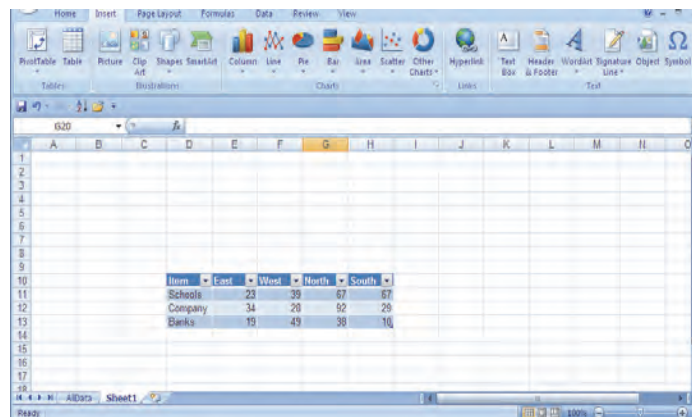 Home Insert Page Layout Formulas Data Review View
PivotTable Table Picture Clip Art Shapes SmartArt Column Line Pie Bar Area Scatter Other Charts Hyperlink Text Box Header & Footer WordArt Signature Line Object Symbol
Tables Illustrations Charts Links Text
G20 fx
A B C D E F G H I J K L M N O
1
2
3
4
5
6
7
8
9
10 Item East West North South
11 Schools 23 39 67 67
12 Company 34 28 92 29
13 Banks 19 49 38 10
14
15
16
17
18
AllData Sheet1
Ready 100%